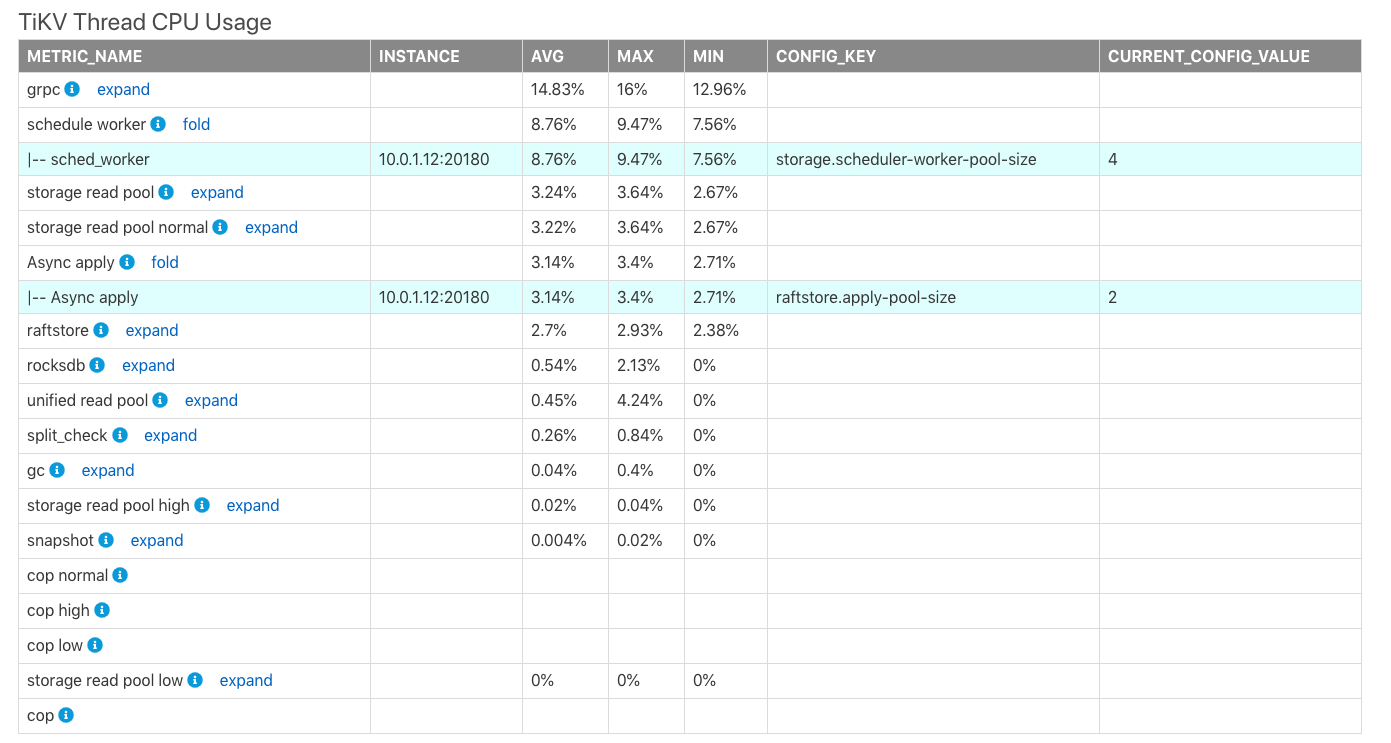 TiKV Thread CPU Usage
METRIC_NAME INSTANCE AVG MAX MIN CONFIG_KEY CURRENT_CONFIG_VALUE
grpc expand 14.83% 16% 12.96%
schedule worker fold 8.76% 9.47% 7.56%
|-- sched_worker 10.0.1.12:20180 8.76% 9.47% 7.56% storage.scheduler-worker-pool-size 4
storage read pool expand 3.24% 3.64% 2.67%
storage read pool normal expand 3.22% 3.64% 2.67%
Async apply fold 3.14% 3.4% 2.71%
|-- Async apply 10.0.1.12:20180 3.14% 3.4% 2.71% raftstore.apply-pool-size 2
raftstore expand 2.7% 2.93% 2.38%
rocksdb expand 0.54% 2.13% 0%
unified read pool expand 0.45% 4.24% 0%
split_check expand 0.26% 0.84% 0%
gc expand 0.04% 0.4% 0%
storage read pool high expand 0.02% 0.04% 0%
snapshot expand 0.004% 0.02% 0%
cop normal
cop high
cop low
storage read pool low expand 0% 0% 0%
cop